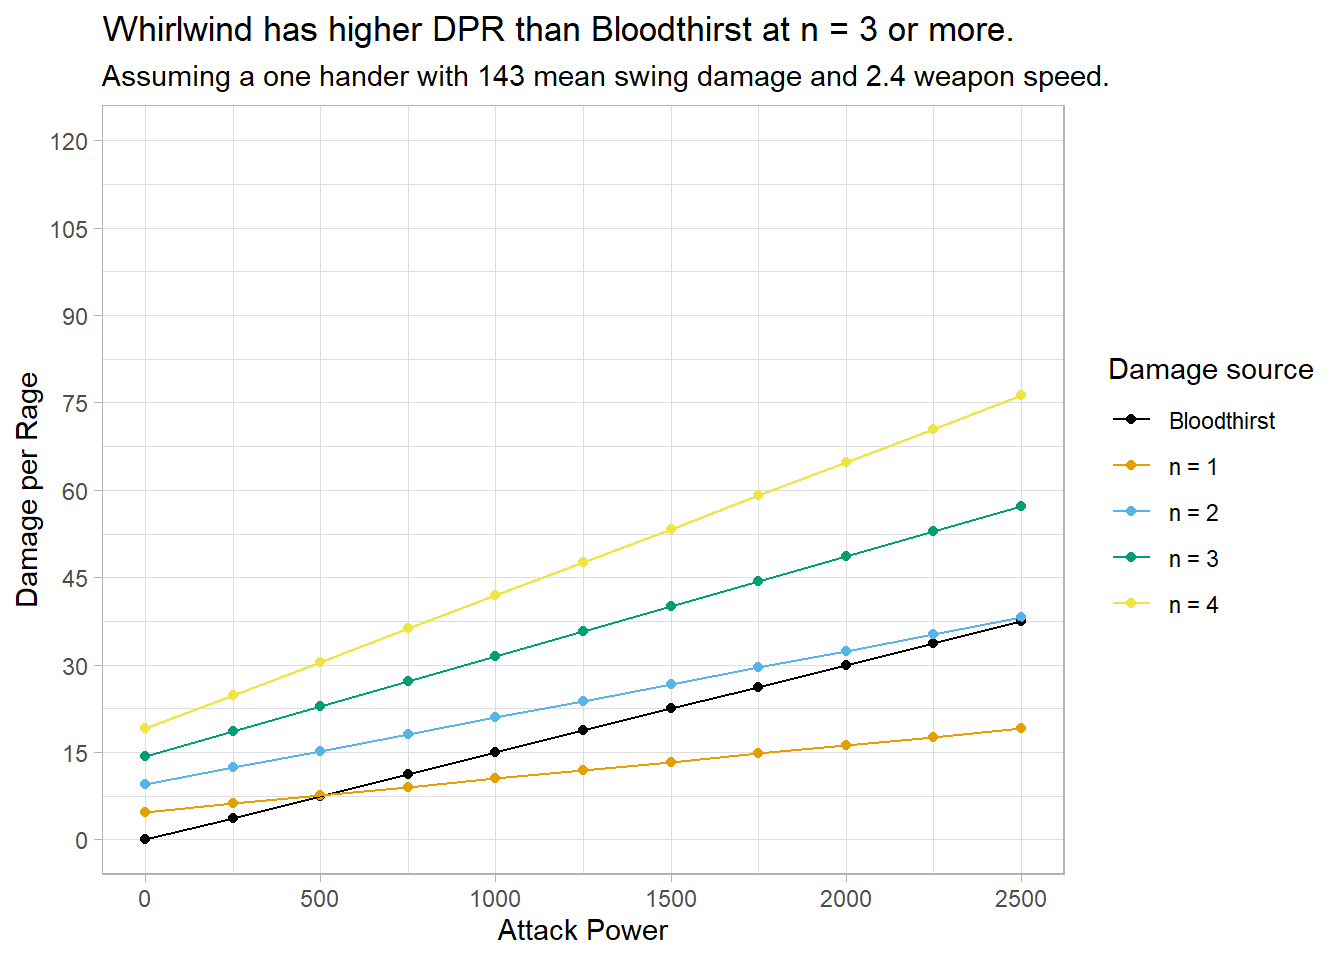 Whirlwind has higher DPR than Bloodthirst at n = 3 or more.
Assuming a one hander with 143 mean swing damage and 2.4 weapon speed.
120
105
90
75
60
45
30
15
0
Damage per Rage
0 500 1000 1500 2000 2500
Attack Power
Damage source
Bloodthirst
n = 1
n = 2
n = 3
n = 4